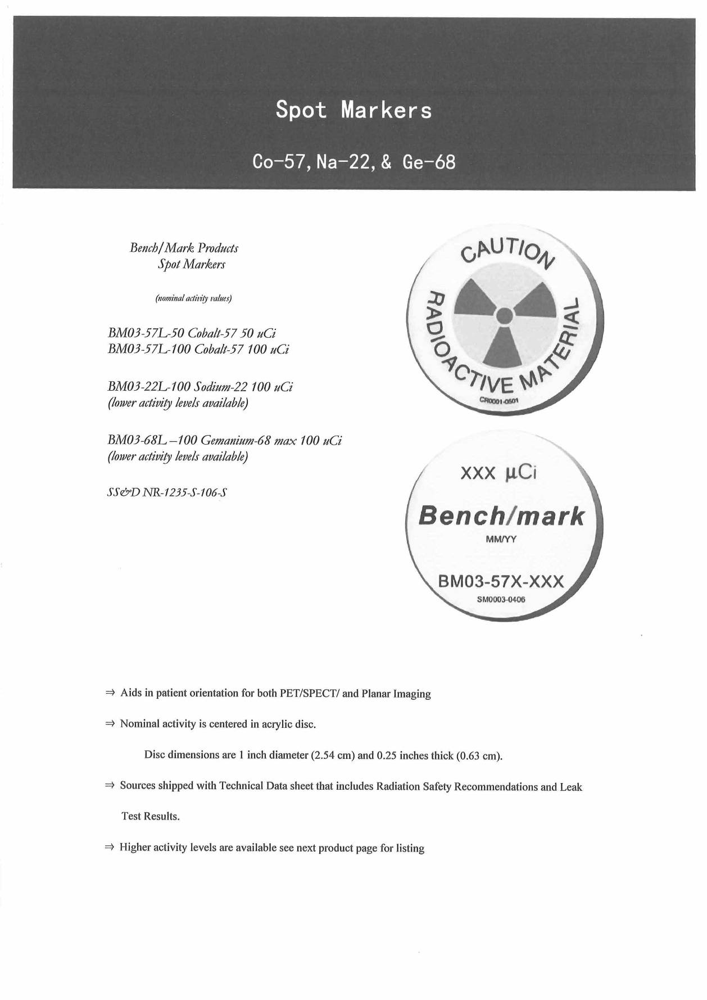 Spot Markers
Co-57, Na-22, & Ge-68
Bench/Mark Products
Spot Markers
(nominal activity values)
BM03-57L-50 Cobalt-57 50 uCi
BM03-57L-100 Cobalt-57 100 uCi
BM03-22L-100 Sodium-22 100 uCi
(lower activity levels available)
BM03-68L –100 Gemanium-68 max 100 uCi
(lower activity levels available)
SS&D NR-1235-S-106-S
CAUTION
RADIOACTIVE MATERIAL
CR0001-0501
XXX µCi
Bench/mark
MM/YY
BM03-57X-XXX
SM0003-0406
⇒ Aids in patient orientation for both PET/SPECT/ and Planar Imaging
⇒ Nominal activity is centered in acrylic disc.
Disc dimensions are 1 inch diameter (2.54 cm) and 0.25 inches thick (0.63 cm).
⇒ Sources shipped with Technical Data sheet that includes Radiation Safety Recommendations and Leak
Test Results.
⇒ Higher activity levels are available see next product page for listing